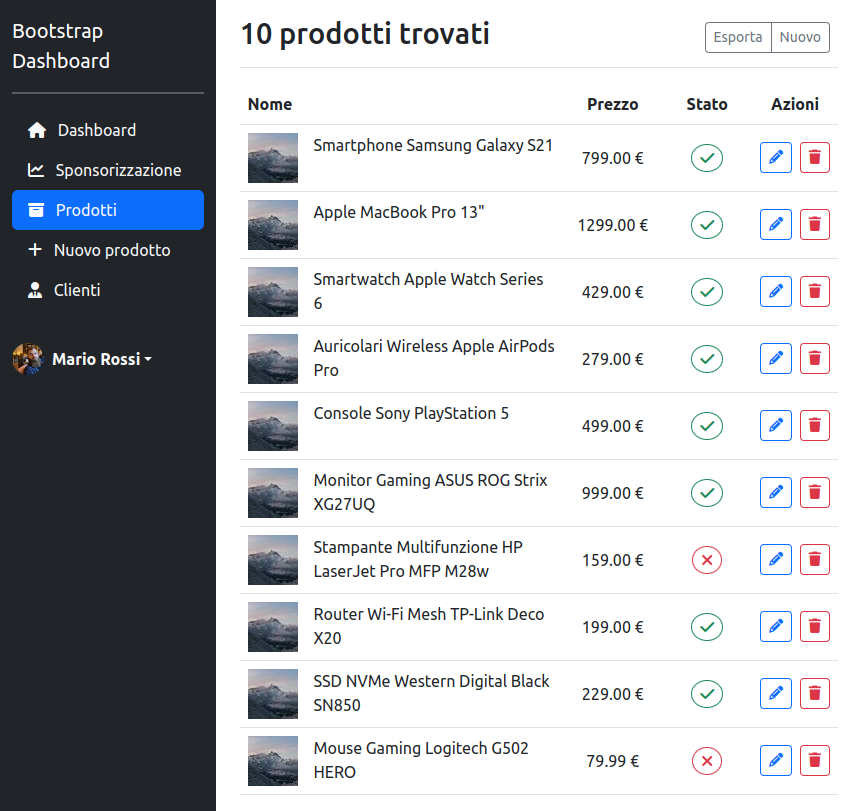 Bootstrap
Dashboard
Dashboard
Sponsorizzazione
Prodotti
Nuovo prodotto
Clienti
Mario Rossi
10 prodotti trovati
Esporta Nuovo
Nome Prezzo Stato Azioni
Smartphone Samsung Galaxy S21 799.00 €
Apple MacBook Pro 13" 1299.00 €
Smartwatch Apple Watch Series
6
429.00 €
Auricolari Wireless Apple AirPods
Pro
279.00 €
Console Sony PlayStation 5 499.00 €
Monitor Gaming ASUS ROG Strix
XG27UQ
999.00 €
Stampante Multifunzione HP
LaserJet Pro MFP M28w
159.00 €
Router Wi-Fi Mesh TP-Link Deco
X20
199.00 €
SSD NVMe Western Digital Black
SN850
229.00 €
Mouse Gaming Logitech G502
HERO
79.99 €